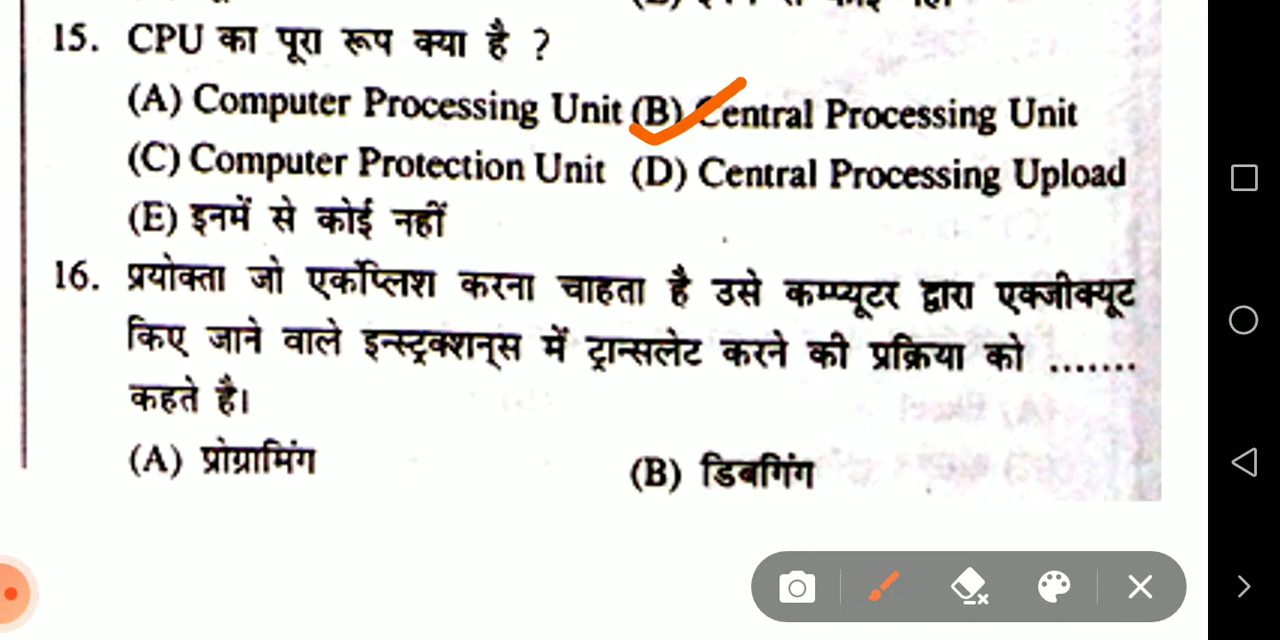 15. CPU का पूरा रूप क्या है ?
(A) Computer Processing Unit (B) Central Processing Unit
(C) Computer Protection Unit (D) Central Processing Upload
(E) इनमें से कोई नहीं
16. प्रयोक्ता जो एकंप्लिश करना चाहता है उसे कम्प्यूटर द्वारा एक्जीक्यूट
किए जाने वाले इन्स्ट्रक्शन्स में ट्रान्सलेट करने की प्रक्रिया को .......
कहते है।
(A) प्रोग्रामिंग (B) डिबगिंग